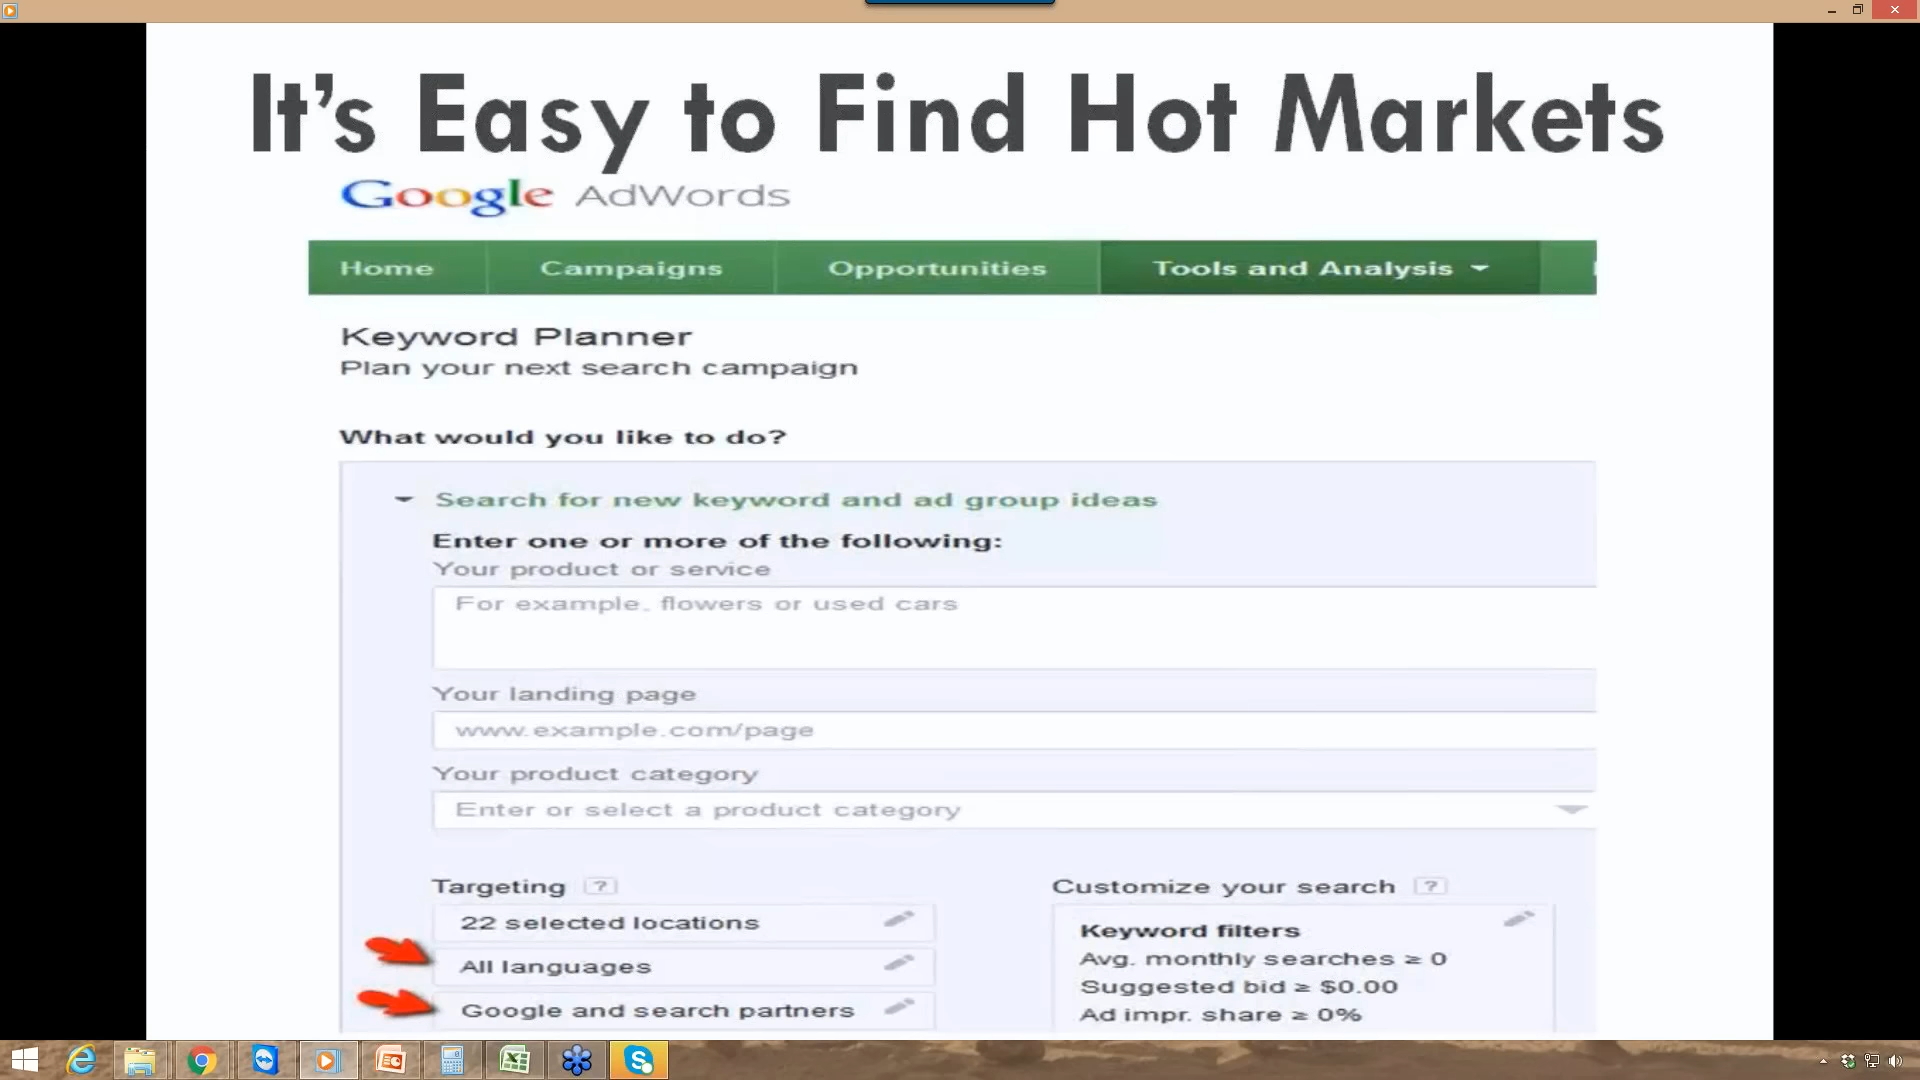 It's Easy to Find Hot Markets
Google AdWords
Home Campaigns Opportunities Tools and Analysis
Keyword Planner
Plan your next search campaign
What would you like to do?
Search for new keyword and ad group ideas
Enter one or more of the following:
Your product or service
For example, flowers or used cars
Your landing page
www.example.com/page
Your product category
Enter or select a product category
Targeting ?
22 selected locations
All languages
Google and search partners
Customize your search ?
Keyword filters
Avg. monthly searches ≥ 0
Suggested bid ≥ $0.00
Ad impr. share ≥ 0%